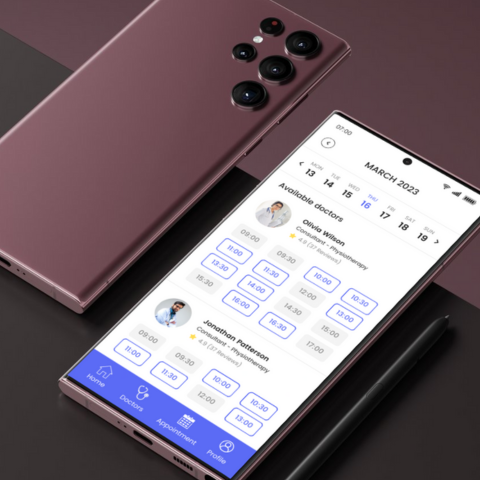 07:00
MARCH 2023
MON TUE WED THU FRI SAT SUN
13 14 15 16 17 18 19
Available doctors
Olivia Wilson
Consultant - Physiotherapy
4.9 (37 Reviews)
09:00 09:30 10:00 10:30
11:00 11:30 12:00 13:00
13:30 14:00 14:30 15:00
15:30 16:00 16:30 17:00
Jonathan Patterson
Consultant - Physiotherapy
4.9 (37 Reviews)
09:00 09:30 10:00 10:30
11:00 11:30 12:00 13:00
Home Doctors Appointment Profile